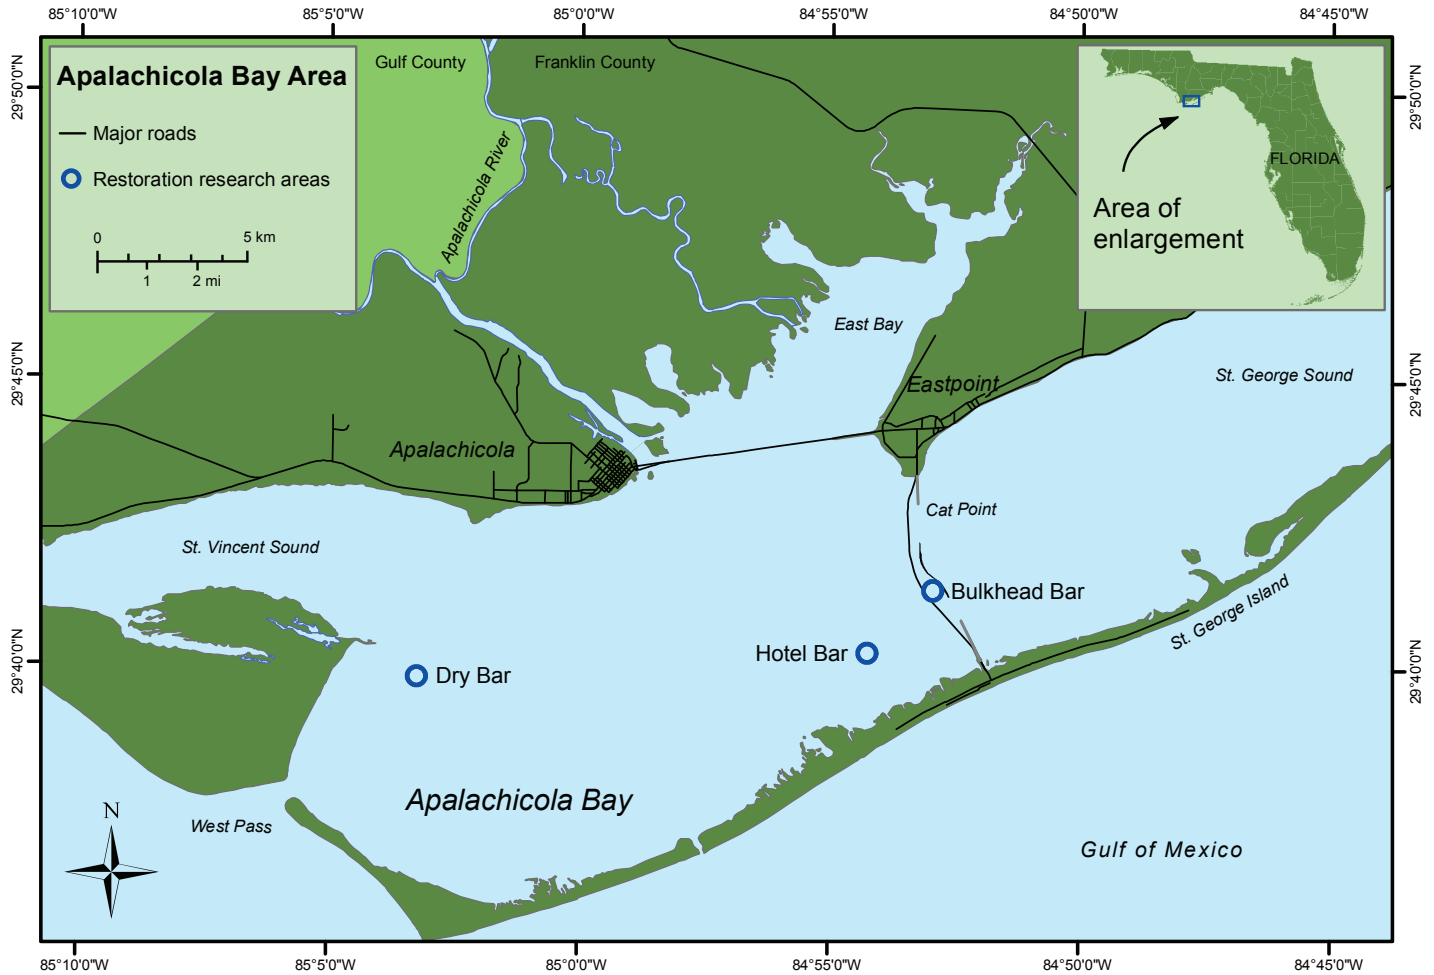 85°10'0"W
85°5'0"W
85°0'0"W
84°55'0"W
84°50'0"W
84°45'0"W
Apalachicola Bay Area
Major roads
Restoration research areas
0
5 km
1
2 mi
Gulf County
Franklin County
Apalachicola River
FLORIDA
Area of
enlargement
29°50'0"N
29°50'0"N
East Bay
Eastpoint
St. George Sound
29°45'0"N
29°45'0"N
Apalachicola
Cat Point
St. Vincent Sound
Bulkhead Bar
St. George Island
Hotel Bar
Dry Bar
29°40'0"N
29°40'0"N
Apalachicola Bay
N
West Pass
Gulf of Mexico
85°10'0"W
85°5'0"W
85°0'0"W
84°55'0"W
84°50'0"W
84°45'0"W